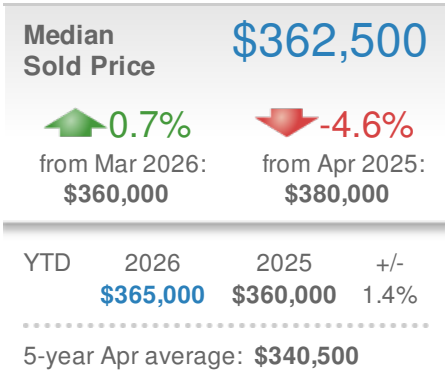 Median $362,500
Sold Price
0.7% -4.6%
from Mar 2026: from Apr 2025:
$360,000 $380,000
YTD 2026 2025 +/-
$365,000 $360,000 1.4%
5-year Apr average: $340,500